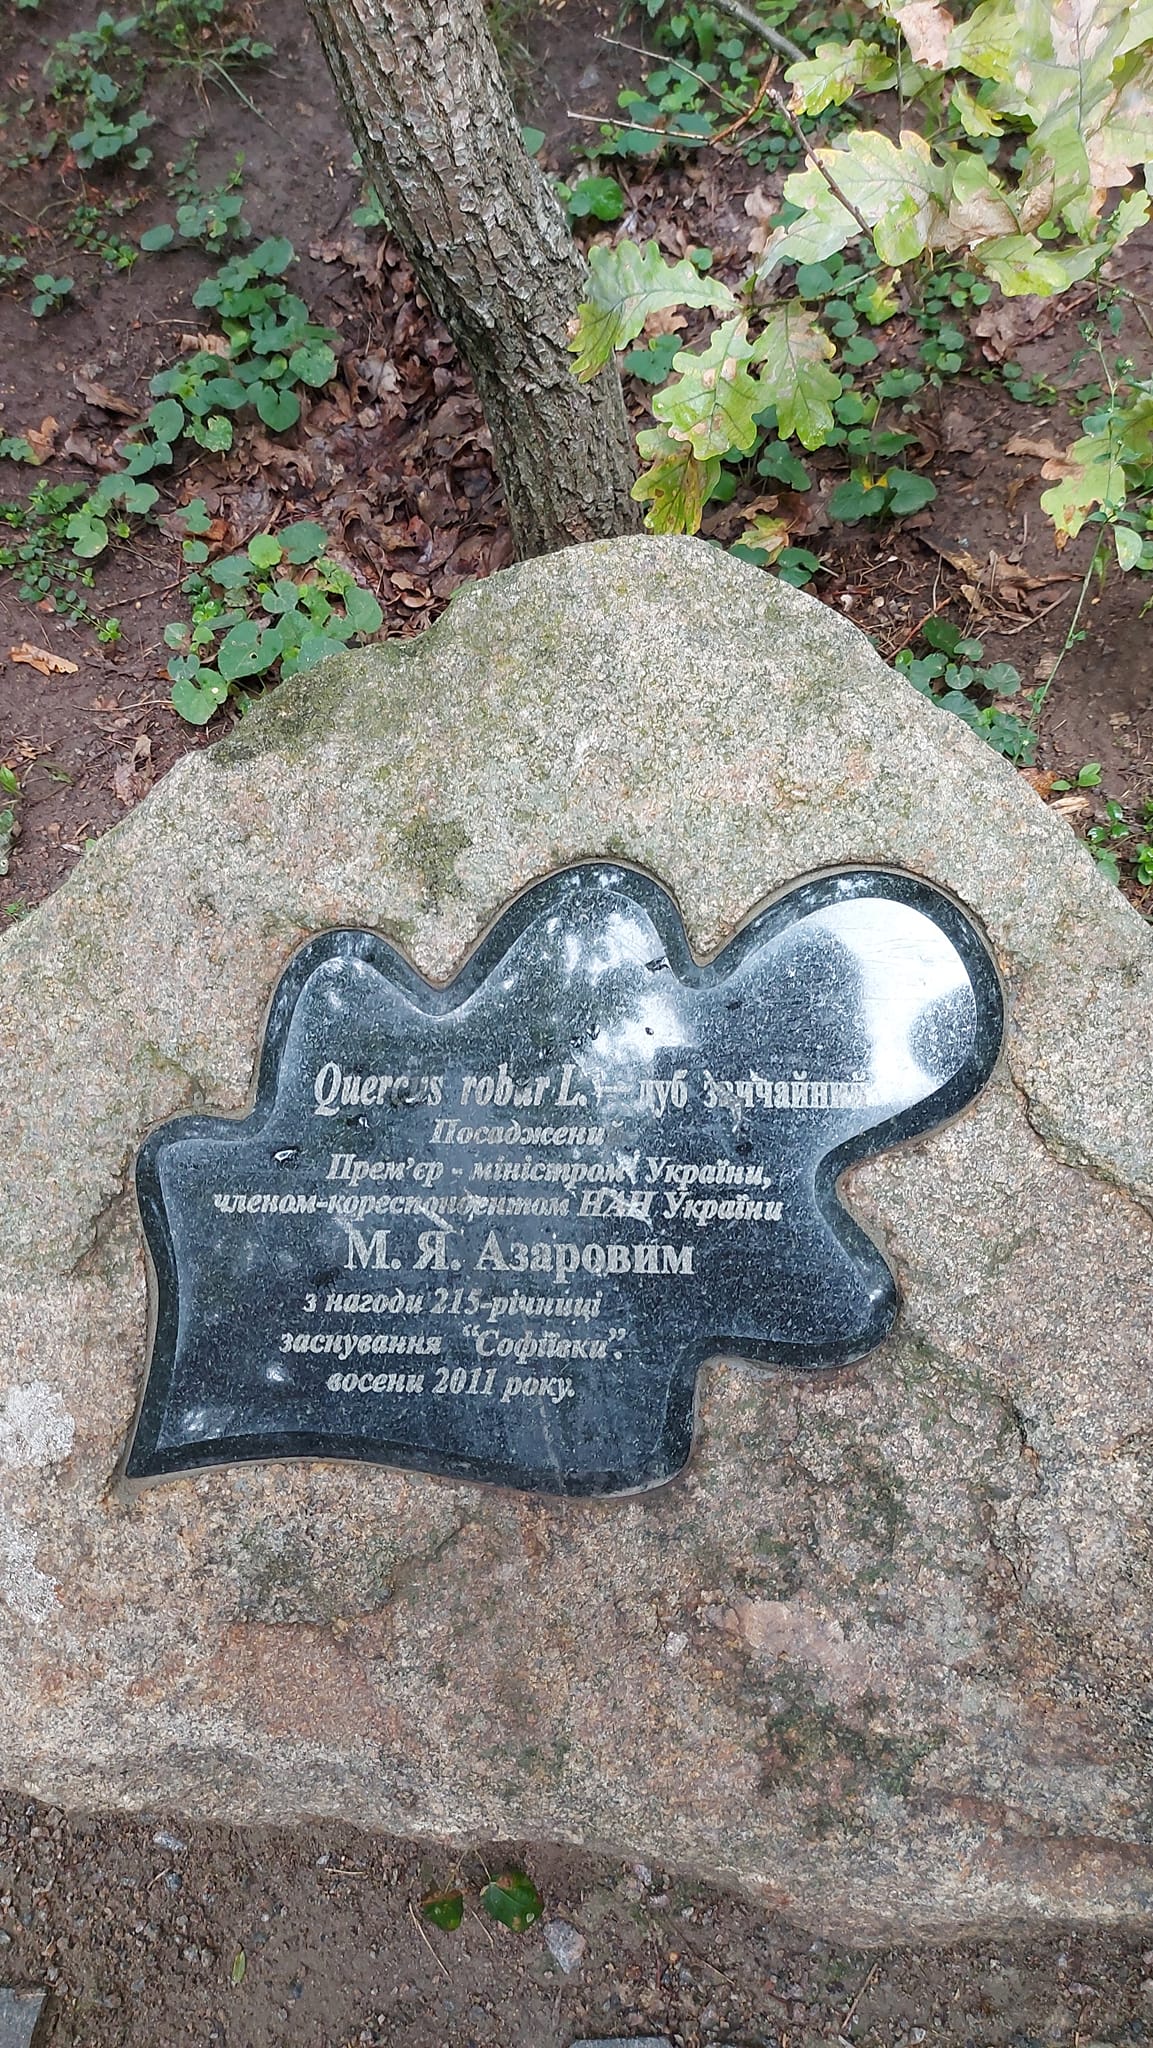 Quercus robur L. – дуб звичайний
Посаджений
Прем’єр - міністром України,
членом-кореспондентом НАН України
М. Я. Азаровим
з нагоди 215-річниці
заснування “Софіївки”.
восени 2011 року.